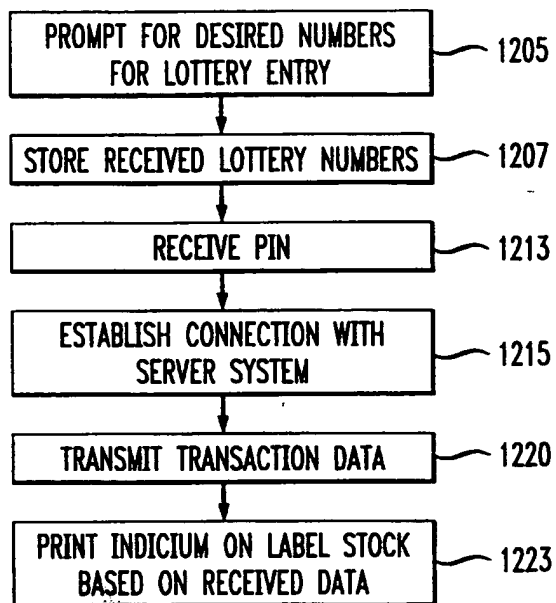 PROMPT FOR DESIRED NUMBERS
FOR LOTTERY ENTRY
1205
STORE RECEIVED LOTTERY NUMBERS
1207
RECEIVE PIN
1213
ESTABLISH CONNECTION WITH
SERVER SYSTEM
1215
TRANSMIT TRANSACTION DATA
1220
PRINT INDICIUM ON LABEL STOCK
BASED ON RECEIVED DATA
1223